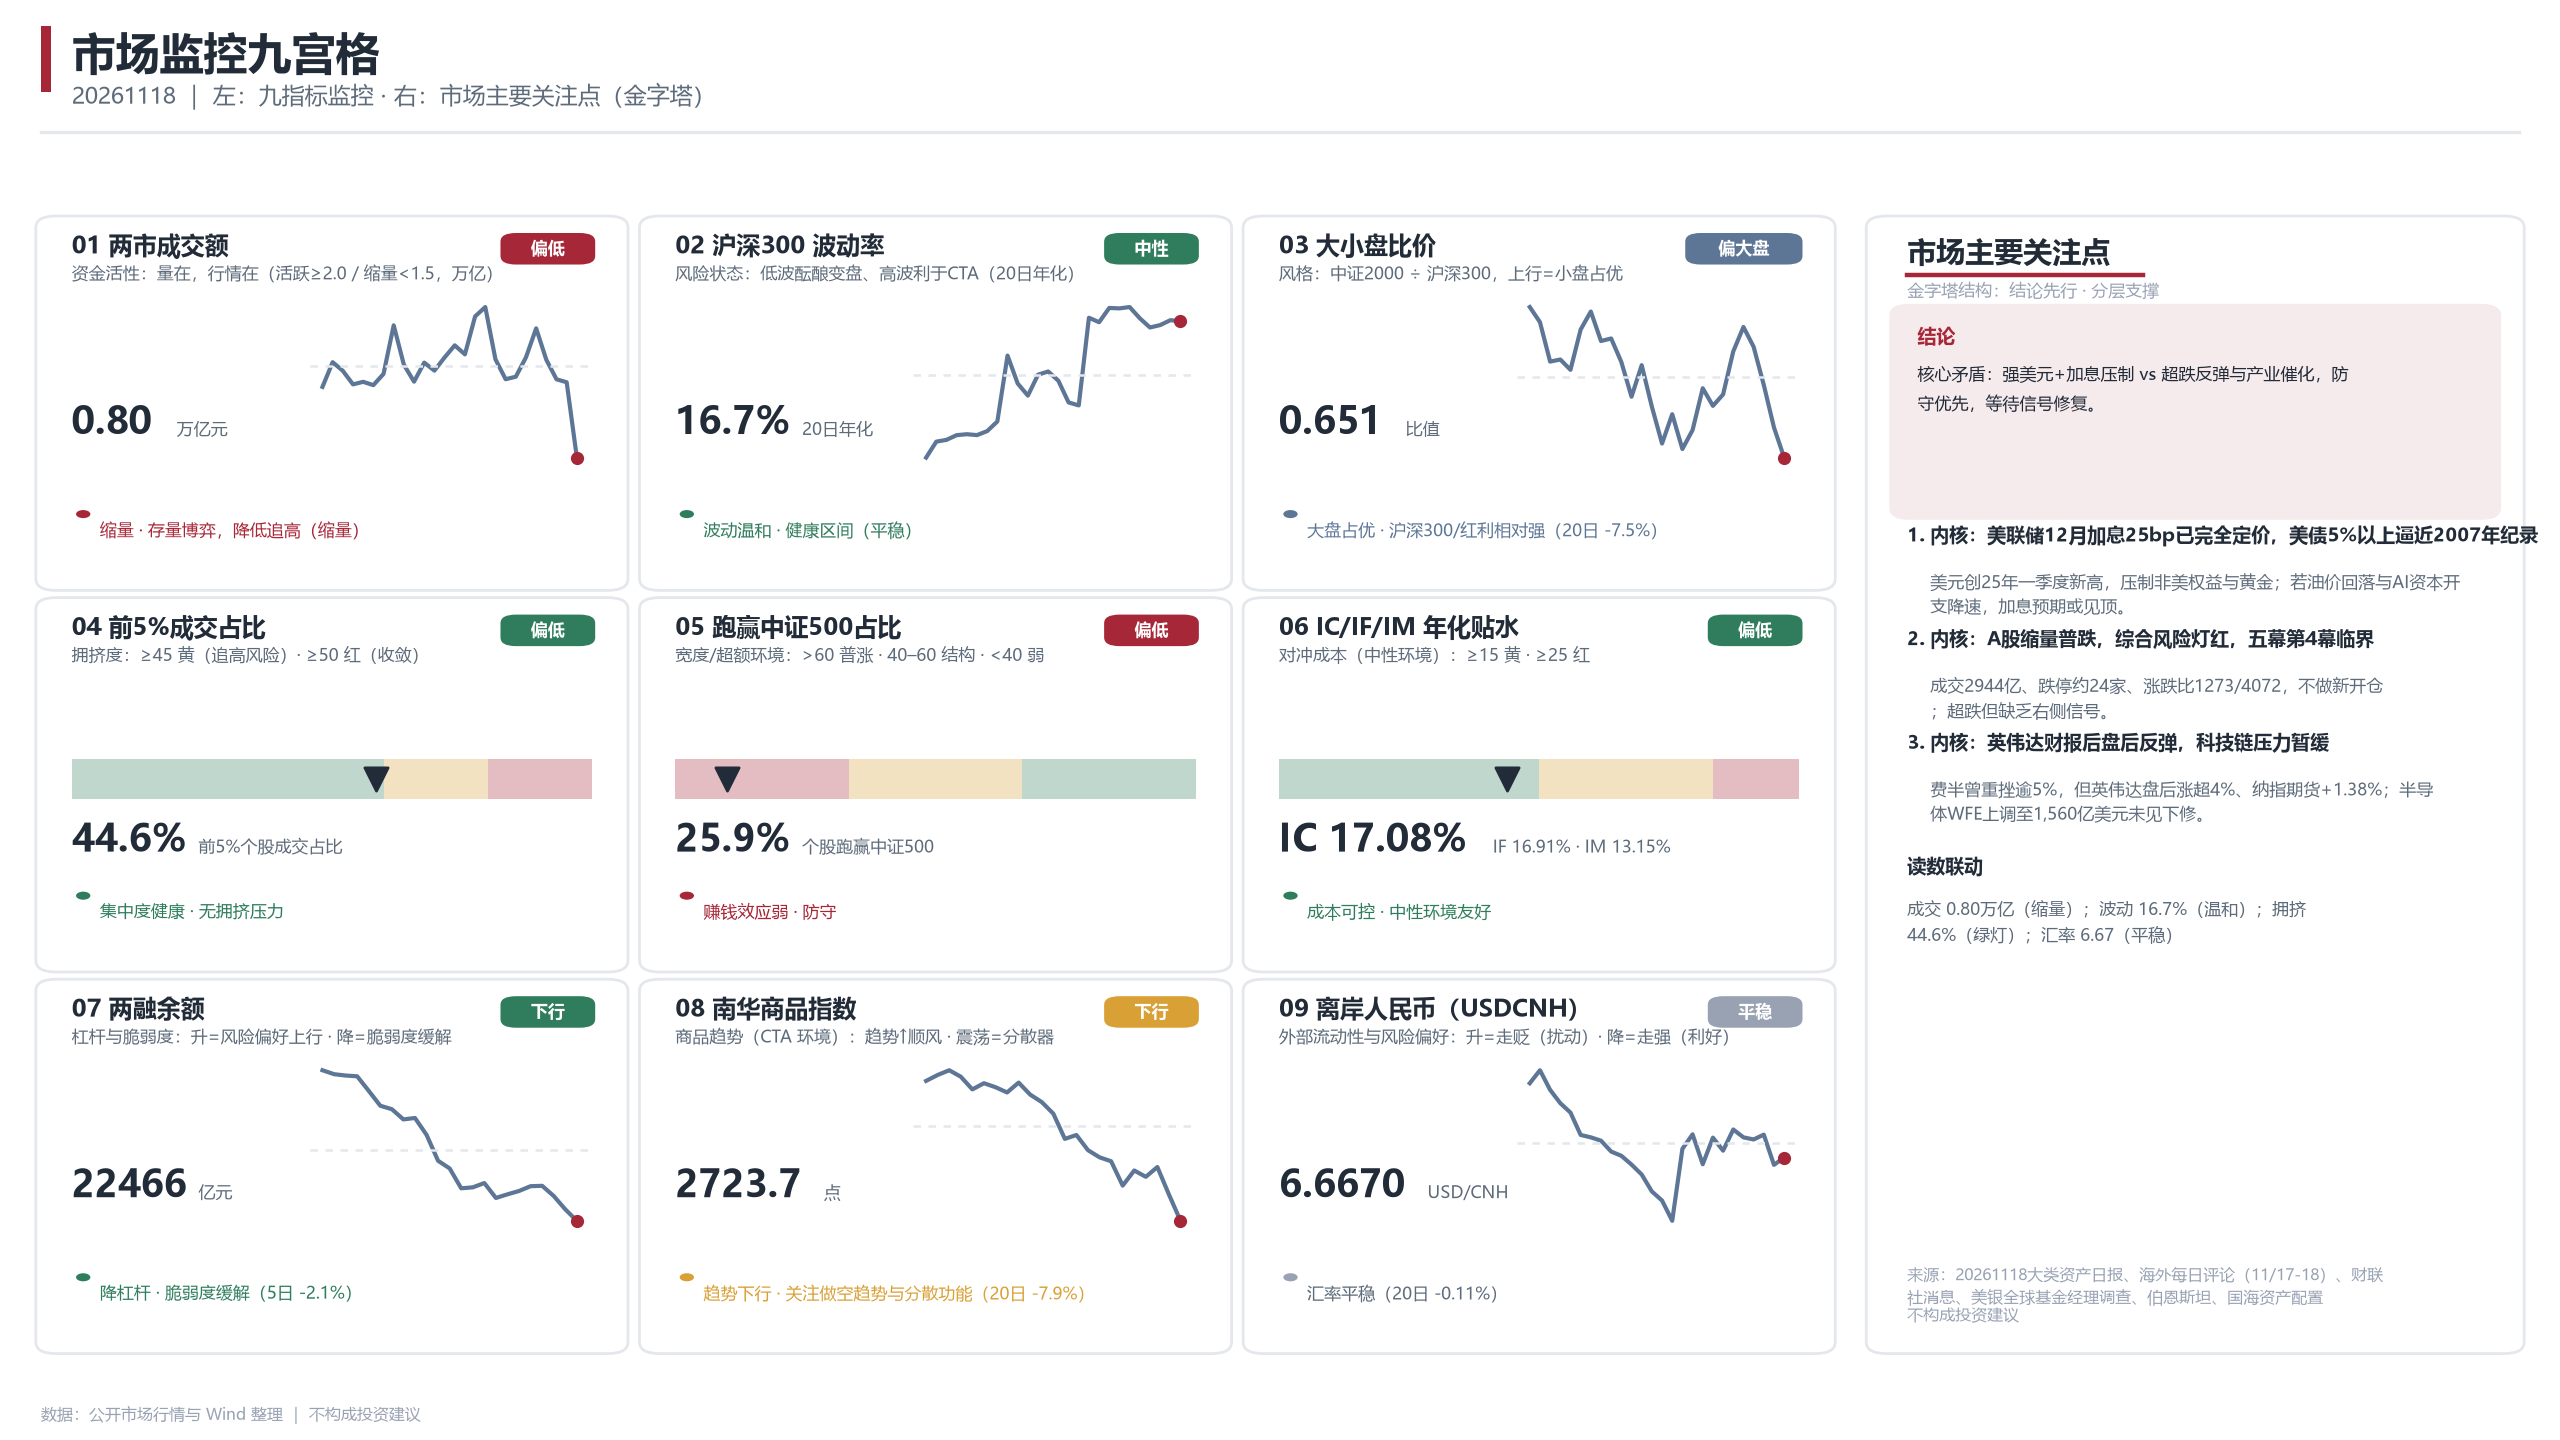 市场监控九宫格
20261118 ｜ 左：九指标监控 · 右：市场主要关注点（金字塔）
01 两市成交额
偏低
资金活性：量在，行情在（活跃≥2.0 / 缩量<1.5，万亿）
0.80 万亿元
缩量 · 存量博弈，降低追高（缩量）
02 沪深300 波动率
中性
风险状态：低波酝酿变盘、高波利于CTA（20日年化）
16.7% 20日年化
波动温和 · 健康区间（平稳）
03 大小盘比价
偏大盘
风格：中证2000 ÷ 沪深300，上行=小盘占优
0.651 比值
大盘占优 · 沪深300/红利相对强（20日 -7.5%）
04 前5%成交占比
偏低
拥挤度：≥45 黄（追高风险）· ≥50 红（收敛）
44.6% 前5%个股成交占比
集中度健康 · 无拥挤压力
05 跑赢中证500占比
偏低
宽度/超额环境：>60 普涨 · 40–60 结构 · <40 弱
25.9% 个股跑赢中证500
赚钱效应弱 · 防守
06 IC/IF/IM 年化贴水
偏低
对冲成本（中性环境）：≥15 黄 · ≥25 红
IC 17.08% IF 16.91% · IM 13.15%
成本可控 · 中性环境友好
07 两融余额
下行
杠杆与脆弱度：升=风险偏好上行 · 降=脆弱度缓解
22466 亿元
降杠杆 · 脆弱度缓解（5日 -2.1%）
08 南华商品指数
下行
商品趋势（CTA 环境）：趋势↑顺风 · 震荡=分散器
2723.7 点
趋势下行 · 关注做空趋势与分散功能（20日 -7.9%）
09 离岸人民币（USDCNH）
平稳
外部流动性与风险偏好：升=走贬（扰动）· 降=走强（利好）
6.6670 USD/CNH
汇率平稳（20日 -0.11%）
市场主要关注点
金字塔结构：结论先行 · 分层支撑
结论
核心矛盾：强美元+加息压制 vs 超跌反弹与产业催化，防
守优先，等待信号修复。
1. 内核：美联储12月加息25bp已完全定价，美债5%以上逼近2007年纪录
美元创25年一季度新高，压制非美权益与黄金；若油价回落与AI资本开
支降速，加息预期或见顶。
2. 内核：A股缩量普跌，综合风险灯红，五幕第4幕临界
成交2944亿、跌停约24家、涨跌比1273/4072，不做新开仓
；超跌但缺乏右侧信号。
3. 内核：英伟达财报后盘后反弹，科技链压力暂缓
费半曾重挫逾5%，但英伟达盘后涨超4%、纳指期货+1.38%；半导
体WFE上调至1,560亿美元未见下修。
读数联动
成交 0.80万亿（缩量）；波动 16.7%（温和）；拥挤
44.6%（绿灯）；汇率 6.67（平稳）
来源：20261118大类资产日报、海外每日评论（11/17-18）、财联
社消息、美银全球基金经理调查、伯恩斯坦、国海资产配置
不构成投资建议
数据：公开市场行情与 Wind 整理 ｜ 不构成投资建议